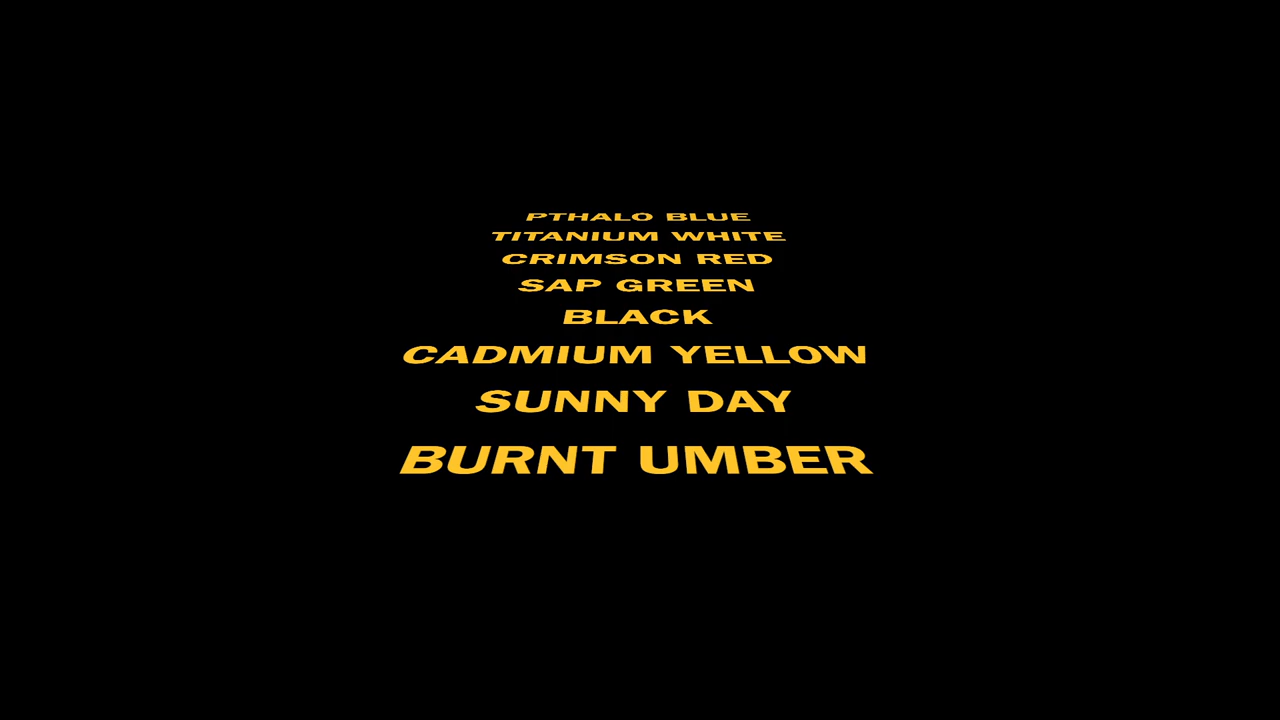 PTHALO BLUE
TITANIUM WHITE
CRIMSON RED
SAP GREEN
BLACK
CADMIUM YELLOW
SUNNY DAY
BURNT UMBER